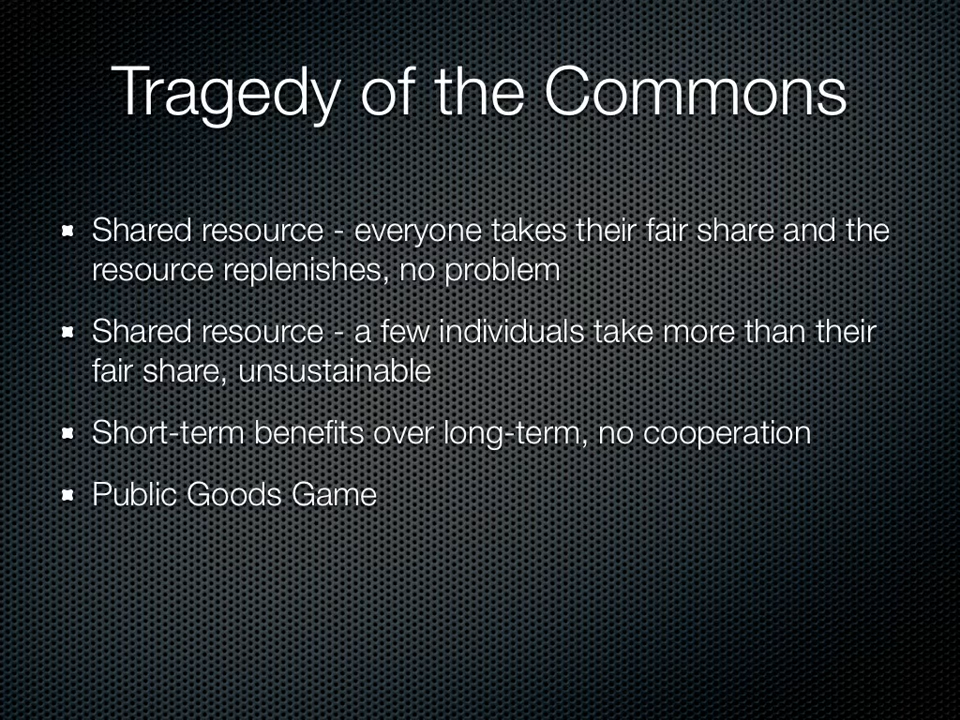 Tragedy of the Commons
Shared resource - everyone takes their fair share and the
resource replenishes, no problem
Shared resource - a few individuals take more than their
fair share, unsustainable
Short-term benefits over long-term, no cooperation
Public Goods Game